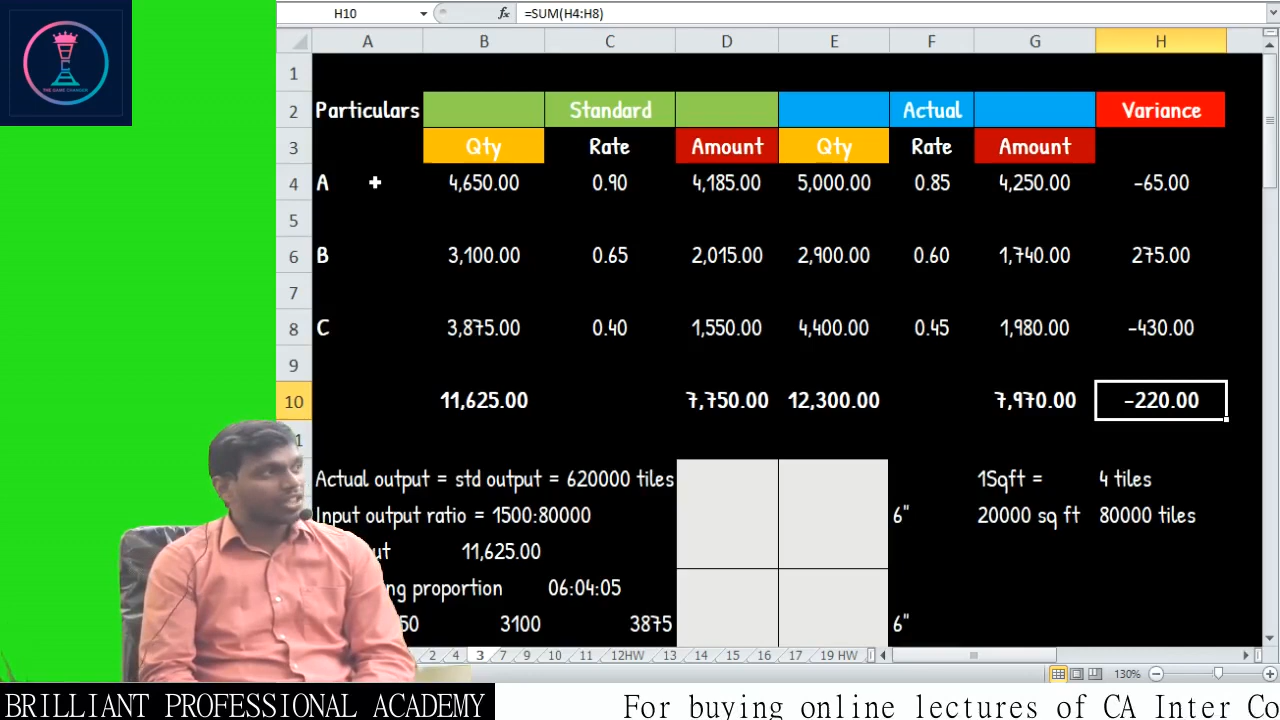 THE GAME CHANGER
H10 fx =SUM(H4:H8)
A B C D E F G H
1
2 Particulars Standard Actual Variance
3 Qty Rate Amount Qty Rate Amount
4 A 4,650.00 0.90 4,185.00 5,000.00 0.85 4,250.00 -65.00
5
6 B 3,100.00 0.65 2,015.00 2,900.00 0.60 1,740.00 275.00
7
8 C 3,875.00 0.40 1,550.00 4,400.00 0.45 1,980.00 -430.00
9
10 11,625.00 7,750.00 12,300.00 7,970.00 -220.00
Actual output = std output = 620000 tiles 1Sqft = 4 tiles
Input output ratio = 1500:80000 6" 20000 sq ft 80000 tiles
11,625.00
proportion 06:04:05
3100 3875 6"
2 4 3 7 9 10 11 12HW 13 14 15 16 17 19 HW 130%
BRILLIANT PROFESSIONAL ACADEMY For buying online lectures of CA Inter Co